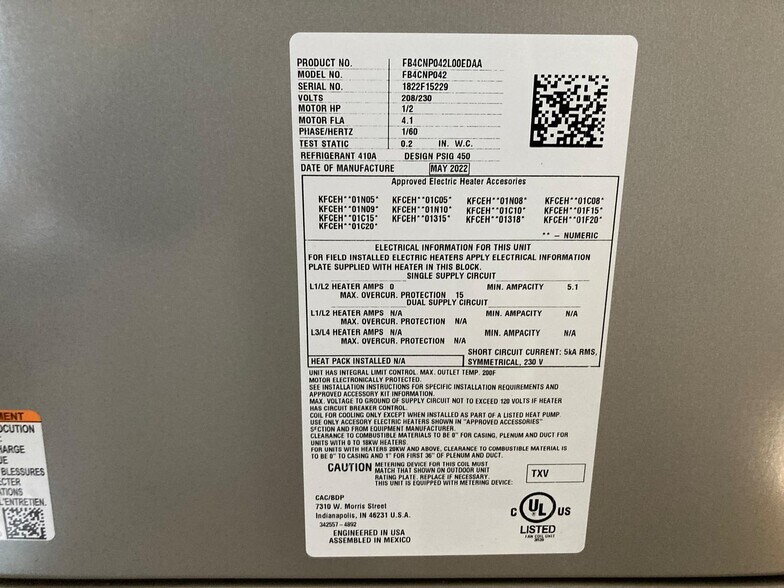 PRODUCT NO. FB4CNP042L00EDAA
MODEL NO. FB4CNP042
SERIAL NO. 1822F15229
VOLTS 208/230
MOTOR HP 1/2
MOTOR FLA 4.1
PHASE/HERTZ 1/60
TEST STATIC 0.2 IN. W.C.
REFRIGERANT 410A DESIGN PSIG 450
DATE OF MANUFACTURE MAY 2022
Approved Electric Heater Accesories
KFCEH**01N05* KFCEH**01C05* KFCEH**01N08* KFCEH**01C08*
KFCEH**01N09* KFCEH**01N10* KFCEH**01C10* KFCEH**01F15*
KFCEH**01C15* KFCEH**01315* KFCEH**01318* KFCEH**01F20*
KFCEH**01C20*
** – NUMERIC
ELECTRICAL INFORMATION FOR THIS UNIT
FOR FIELD INSTALLED ELECTRIC HEATERS APPLY ELECTRICAL INFORMATION
PLATE SUPPLIED WITH HEATER IN THIS BLOCK.
SINGLE SUPPLY CIRCUIT
L1/L2 HEATER AMPS 0 MIN. AMPACITY 5.1
MAX. OVERCUR. PROTECTION 15
DUAL SUPPLY CIRCUIT
L1/L2 HEATER AMPS N/A MIN. AMPACITY N/A
MAX. OVERCUR. PROTECTION N/A
L3/L4 HEATER AMPS N/A MIN. AMPACITY N/A
MAX. OVERCUR. PROTECTION N/A
HEAT PACK INSTALLED N/A
SHORT CIRCUIT CURRENT: 5kA RMS,
SYMMETRICAL, 230 V
UNIT HAS INTEGRAL LIMIT CONTROL. MAX. OUTLET TEMP. 200F
MOTOR ELECTRONICALLY PROTECTED.
SEE INSTALLATION INSTRUCTIONS FOR SPECIFIC INSTALLATION REQUIREMENTS AND
APPROVED ACCESSORY KIT INFORMATION.
MAX. VOLTAGE TO GROUND OF SUPPLY CIRCUIT NOT TO EXCEED 120 VOLTS IF HEATER
HAS CIRCUIT BREAKER CONTROL.
COIL FOR COOLING ONLY EXCEPT WHEN INSTALLED AS PART OF A LISTED HEAT PUMP.
USE ONLY ACCESORY ELECTRIC HEATERS SHOWN IN "APPROVED ACCESSORIES"
SECTION AND FROM EQUIPMENT MANUFACTURER.
CLEARANCE TO COMBUSTIBLE MATERIALS TO BE 0" FOR CASING, PLENUM AND DUCT FOR
UNITS WITH 0 TO 18KW HEATERS.
FOR UNITS WITH HEATERS 20KW AND ABOVE, CLEARANCE TO COMBUSTIBLE MATERIAL IS
TO BE 0" TO CASING AND 1" FOR FIRST 36" OF PLENUM AND DUCT.
CAUTION METERING DEVICE FOR THIS COIL MUST
MATCH THAT SHOWN ON OUTDOOR UNIT
RATING PLATE. REPLACE IF NECESSARY.
THIS UNIT IS EQUIPPED WITH METERING DEVICE:
TXV
CAC/BDP
7310 W. Morris Street
Indianapolis, IN 46231 U.S.A.
342557-4892
ENGINEERED IN USA
ASSEMBLED IN MEXICO
C UL US
LISTED
FAN COIL UNIT
MENT
OCUTION
HARGE
UE
BLESSURES
ECTER
ATIONS
L'ENTRETIEN.